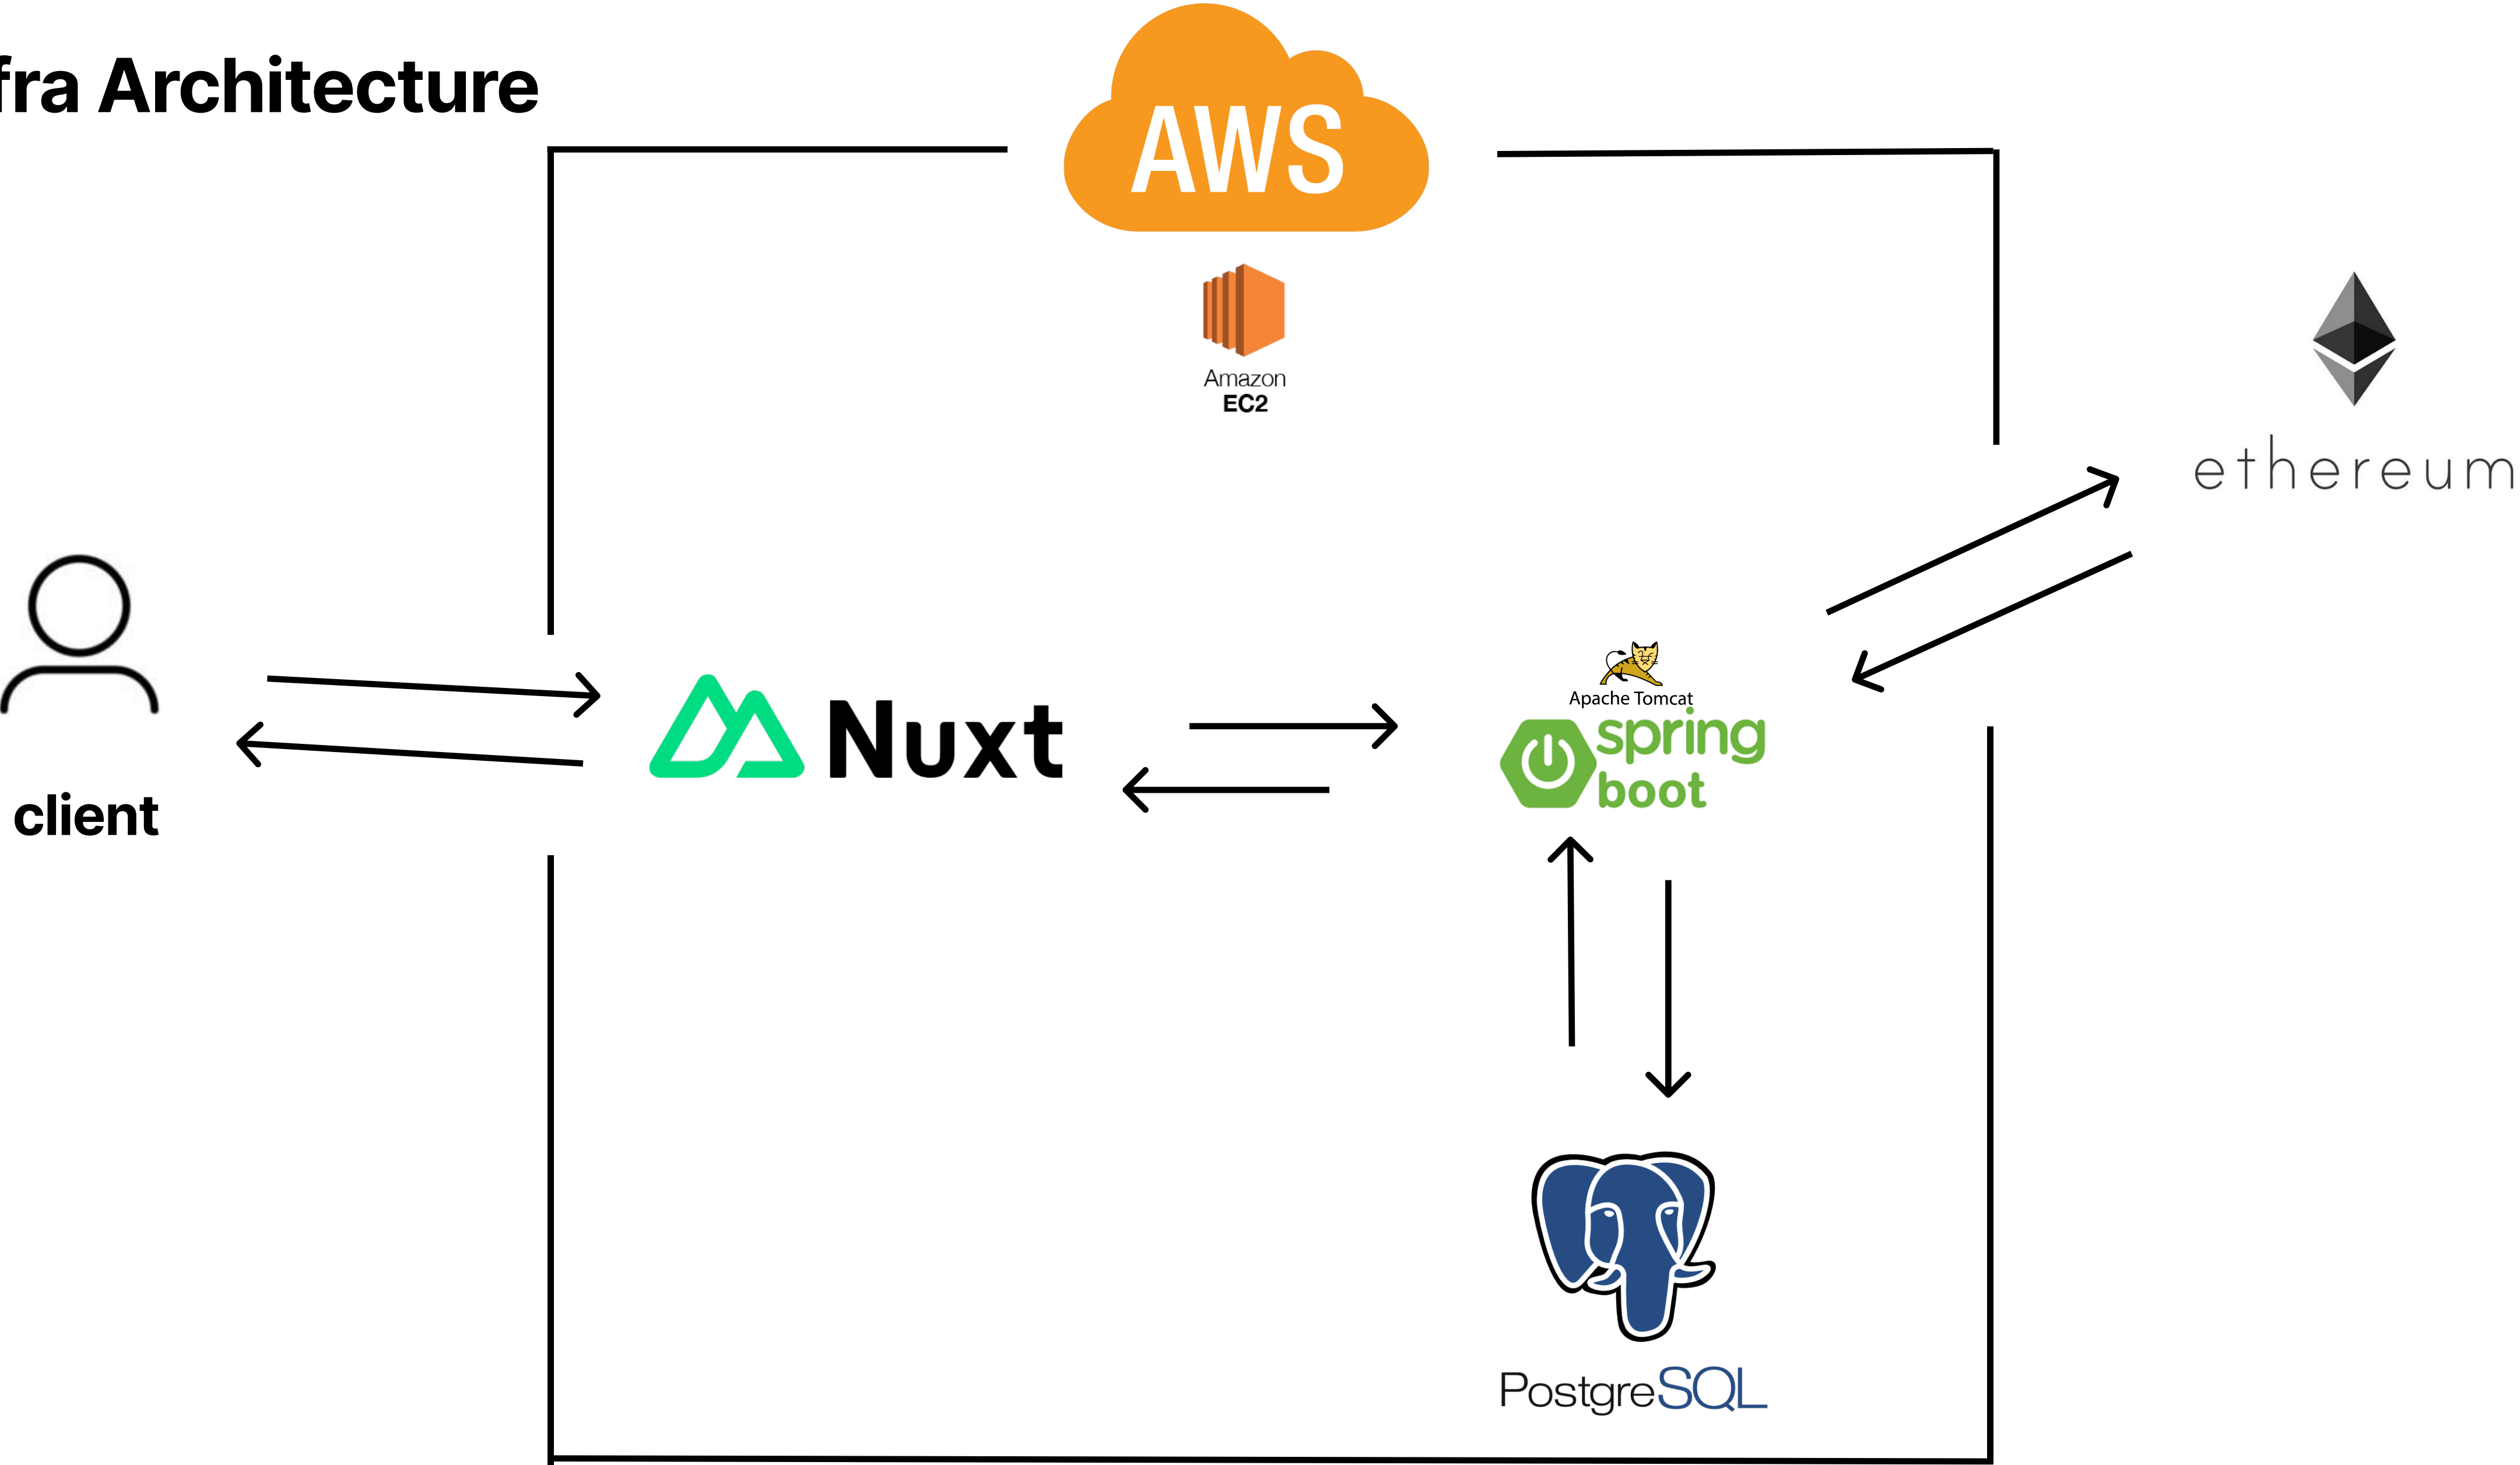 fra Architecture
AWS
Amazon
EC2
ethereum
client
Nuxt
Apache Tomcat
spring
boot
PostgreSQL